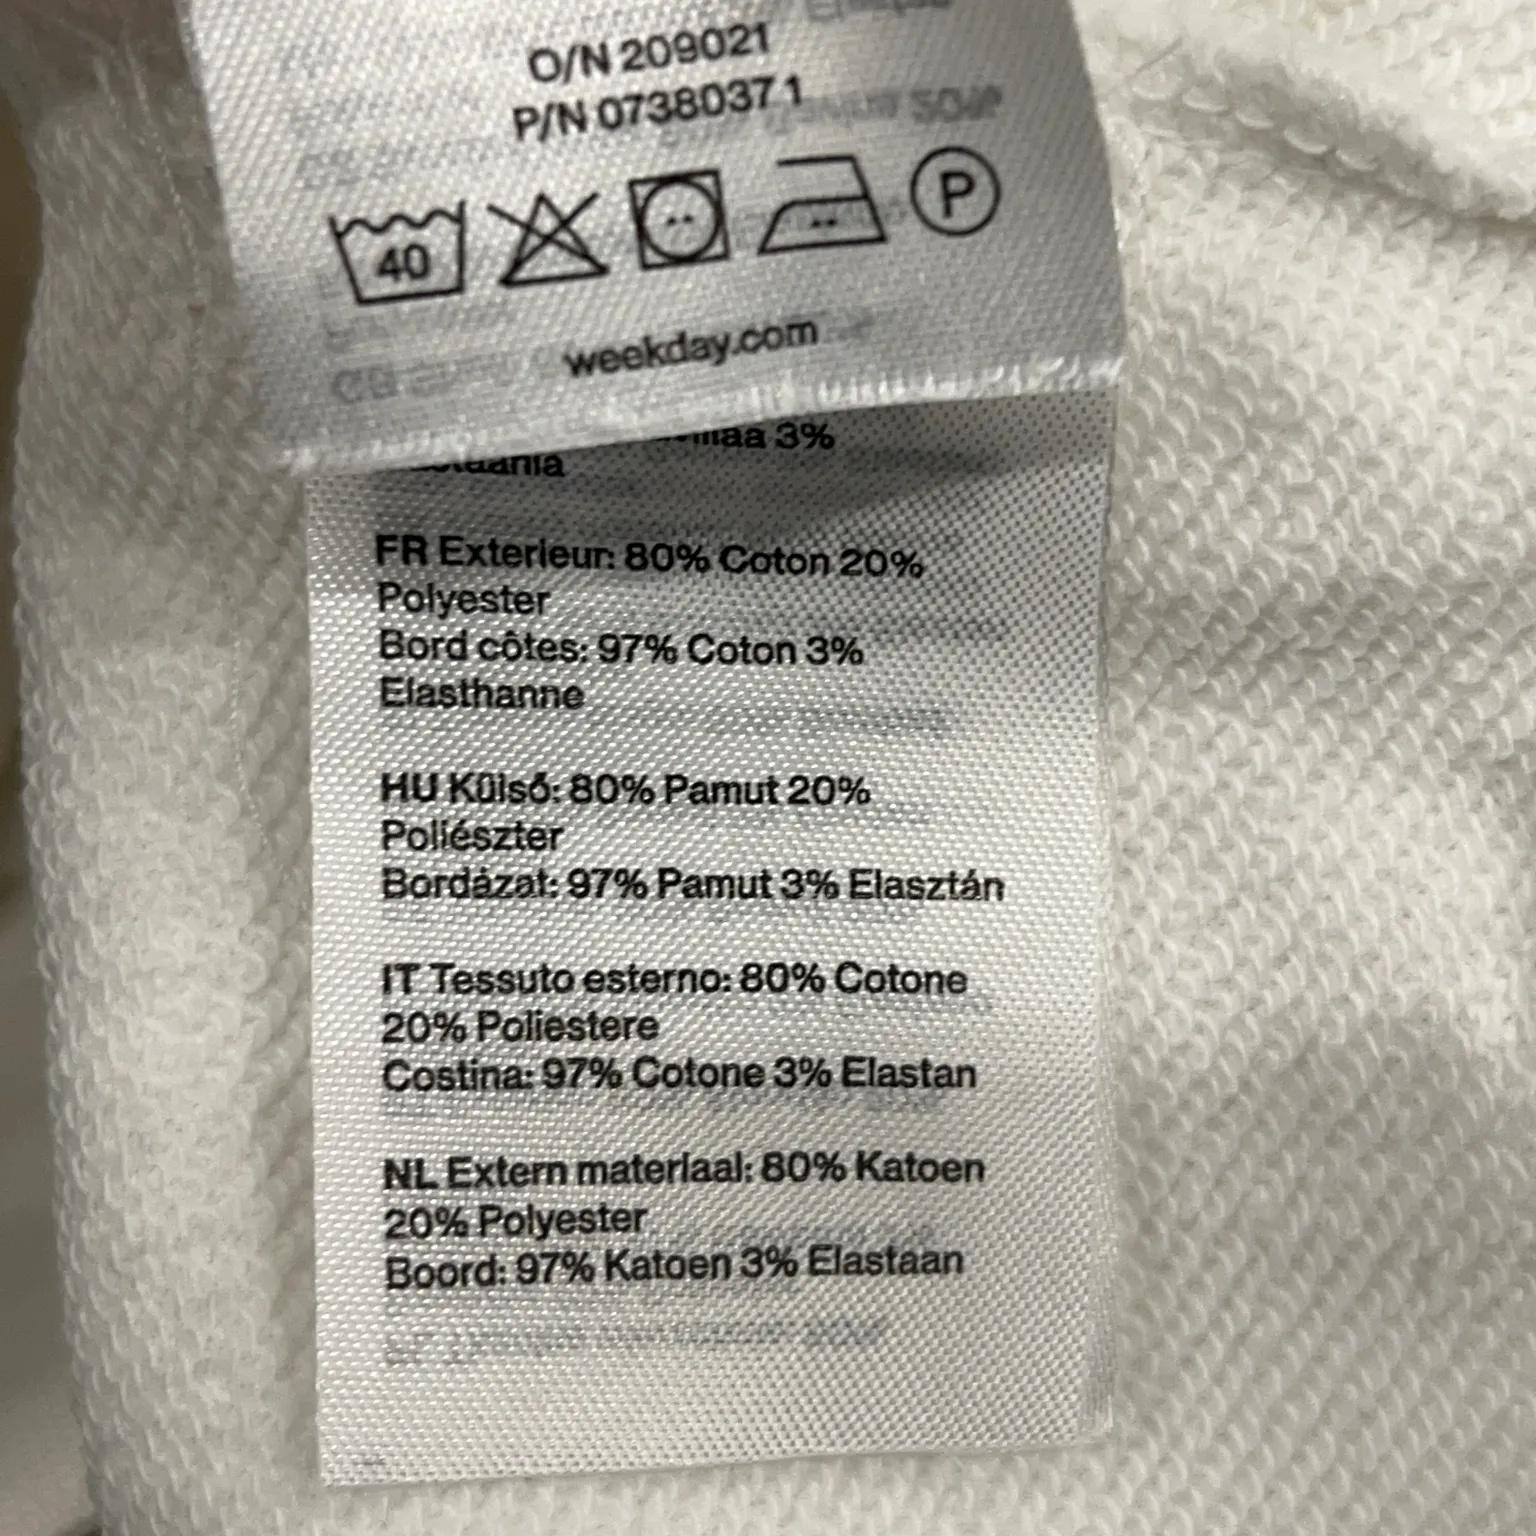 O/N 209021
P/N 0738037 1
40
P
weekday.com
3%
FR Exterieur: 80% Coton 20%
Polyester
Bord côtes: 97% Coton 3%
Elasthanne
HU Külső: 80% Pamut 20%
Poliészter
Bordázat: 97% Pamut 3% Elasztán
IT Tessuto esterno: 80% Cotone
20% Poliestere
Costina: 97% Cotone 3% Elastan
NL Extern materiaal: 80% Katoen
20% Polyester
Boord: 97% Katoen 3% Elastaan